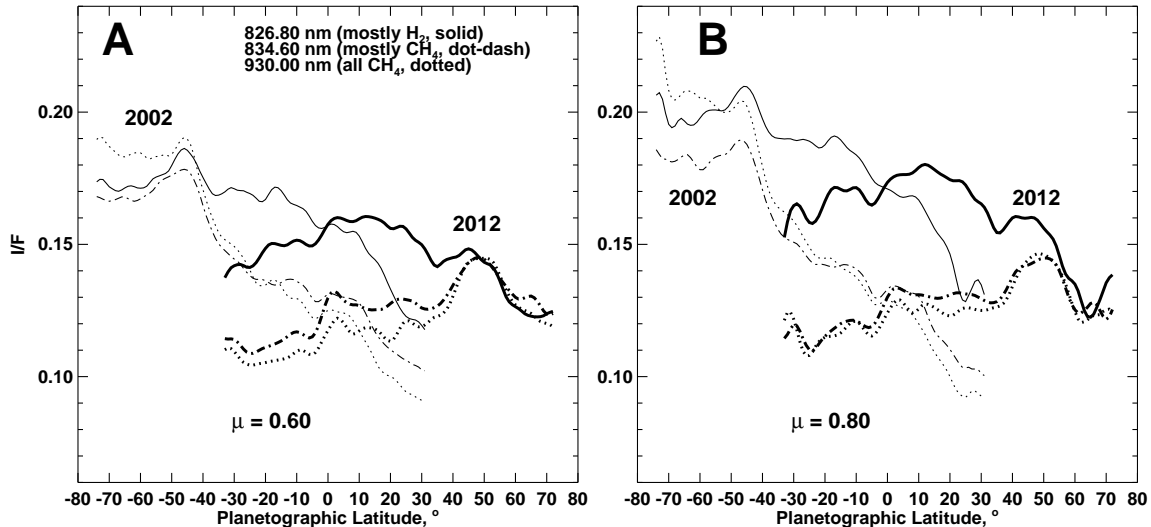 A
826.80 nm (mostly H2, solid)
834.60 nm (mostly CH4, dot-dash)
930.00 nm (all CH4, dotted)
2002
2012
μ = 0.60
I/F
0.20
0.15
0.10
-80 -70 -60 -50 -40 -30 -20 -10 0 10 20 30 40 50 60 70 80
Planetographic Latitude, °
B
2002
2012
μ = 0.80
I/F
0.20
0.15
0.10
-80 -70 -60 -50 -40 -30 -20 -10 0 10 20 30 40 50 60 70 80
Planetographic Latitude, °